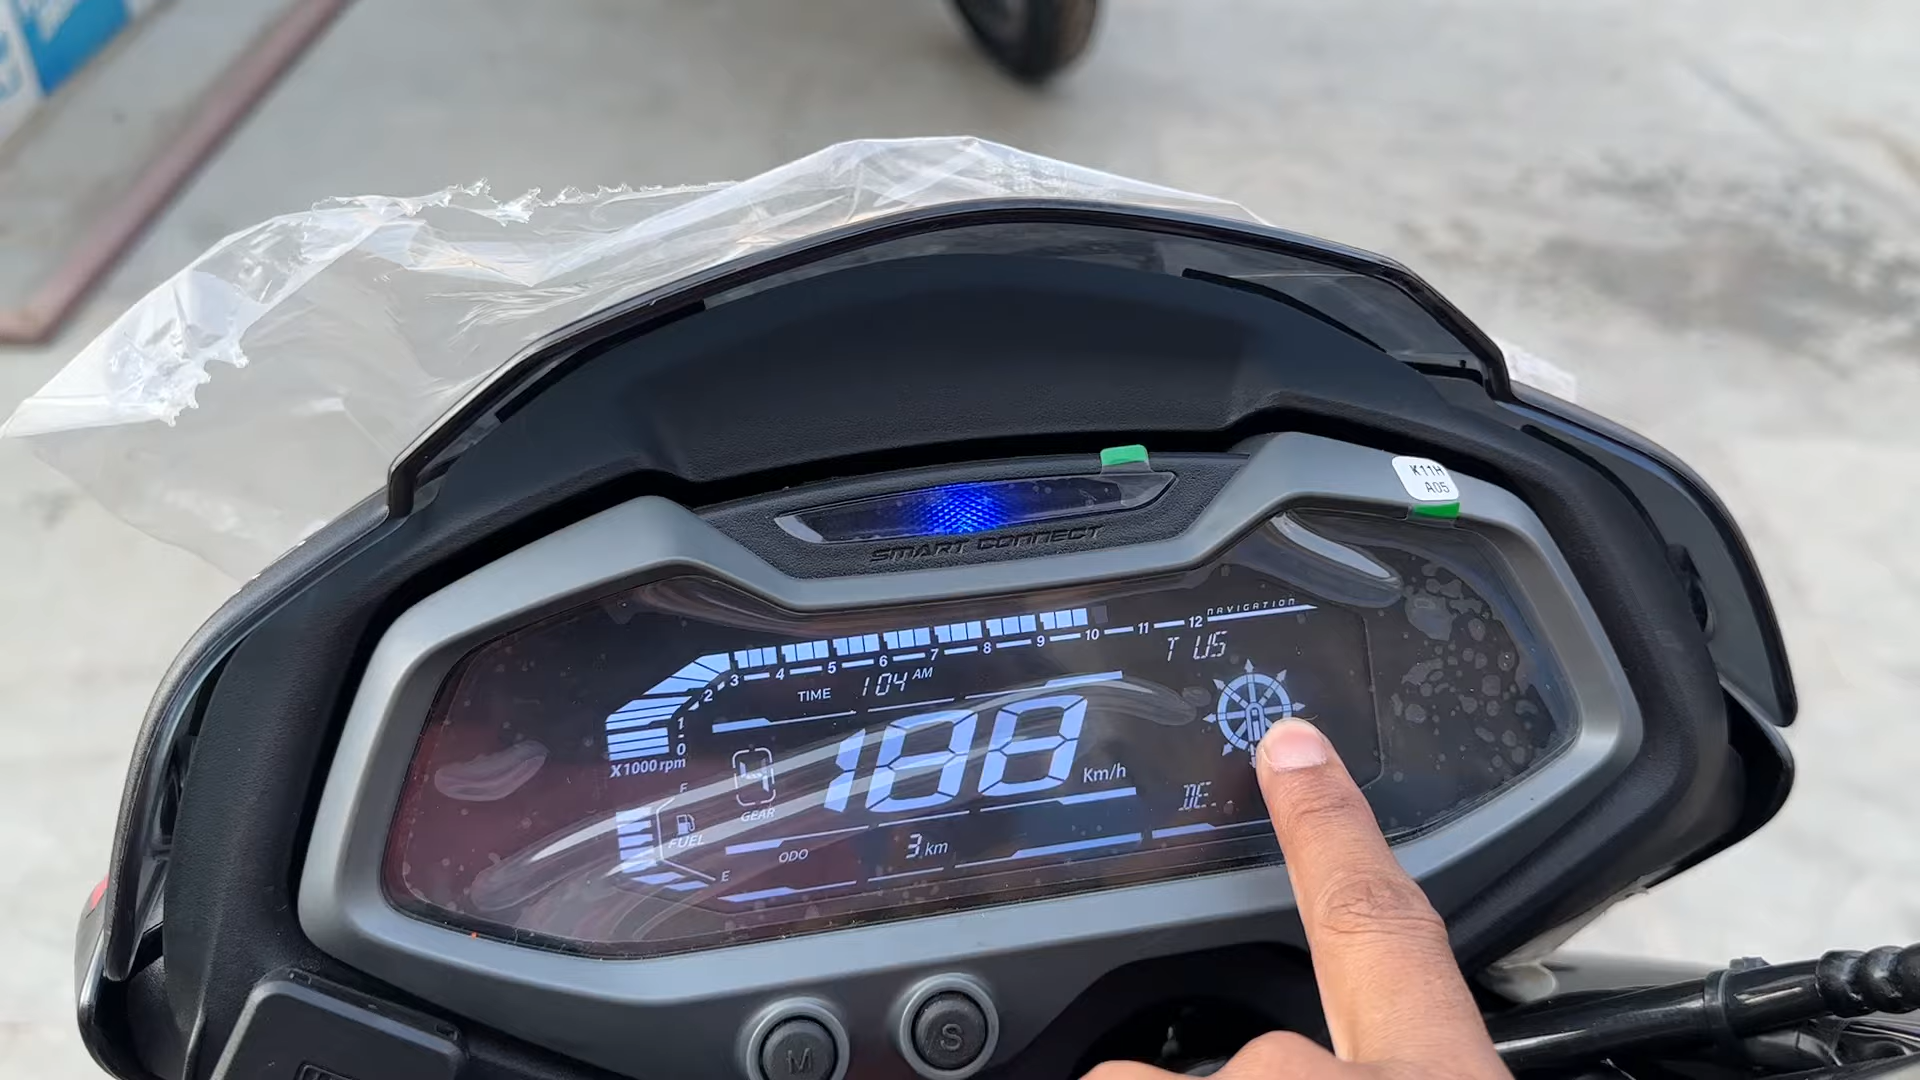 K11H
A05
SMART CONNECT
NAVIGATION
0 1 2 3 4 5 6 7 8 9 10 11 12
X1000 rpm
TIME 104 AM
188 Km/h
GEAR
F
FUEL
E
ODO 3 km
M
S